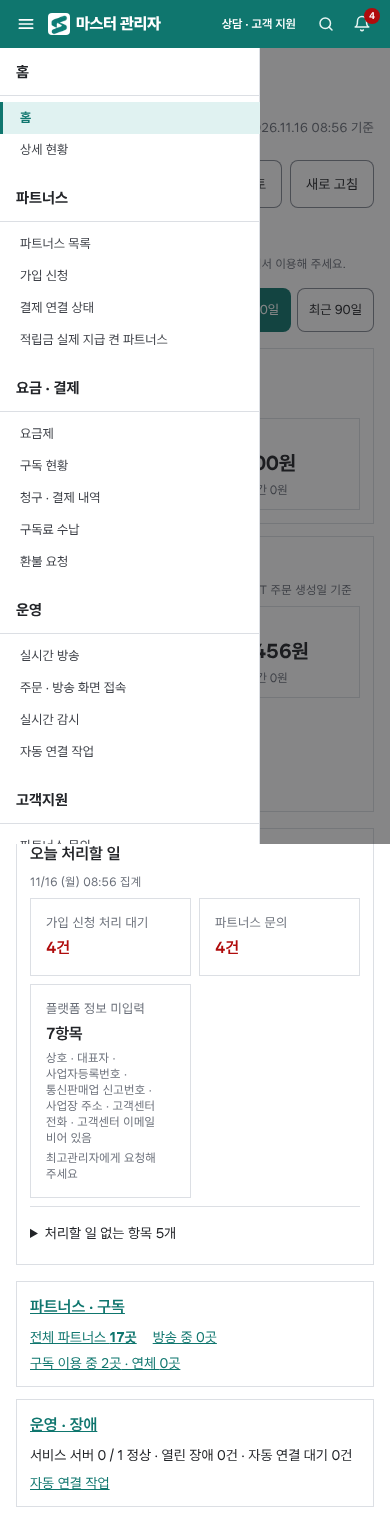 마스터 관리자
상담 · 고객 지원
4
홈
홈
상세 현황
파트너스
파트너스 목록
가입 신청
결제 연결 상태
적립금 실제 지급 켠 파트너스
요금 · 결제
요금제
구독 현황
청구 · 결제 내역
구독료 수납
환불 요청
운영
실시간 방송
주문 · 방송 화면 접속
실시간 감시
자동 연결 작업
고객지원
26.11.16 08:56 기준
새로 고침
서 이용해 주세요.
0일
최근 90일
00원
간 0원
T 주문 생성일 기준
456원
간 0원
오늘 처리할 일
11/16 (월) 08:56 집계
가입 신청 처리 대기
4건
파트너스 문의
4건
플랫폼 정보 미입력
7항목
상호 · 대표자 ·
사업자등록번호 ·
통신판매업 신고번호 ·
사업장 주소 · 고객센터
전화 · 고객센터 이메일
비어 있음
최고관리자에게 요청해
주세요
▶ 처리할 일 없는 항목 5개
파트너스 · 구독
전체 파트너스 17곳 방송 중 0곳
구독 이용 중 2곳 · 연체 0곳
운영 · 장애
서비스 서버 0 / 1 정상 · 열린 장애 0건 · 자동 연결 대기 0건
자동 연결 작업